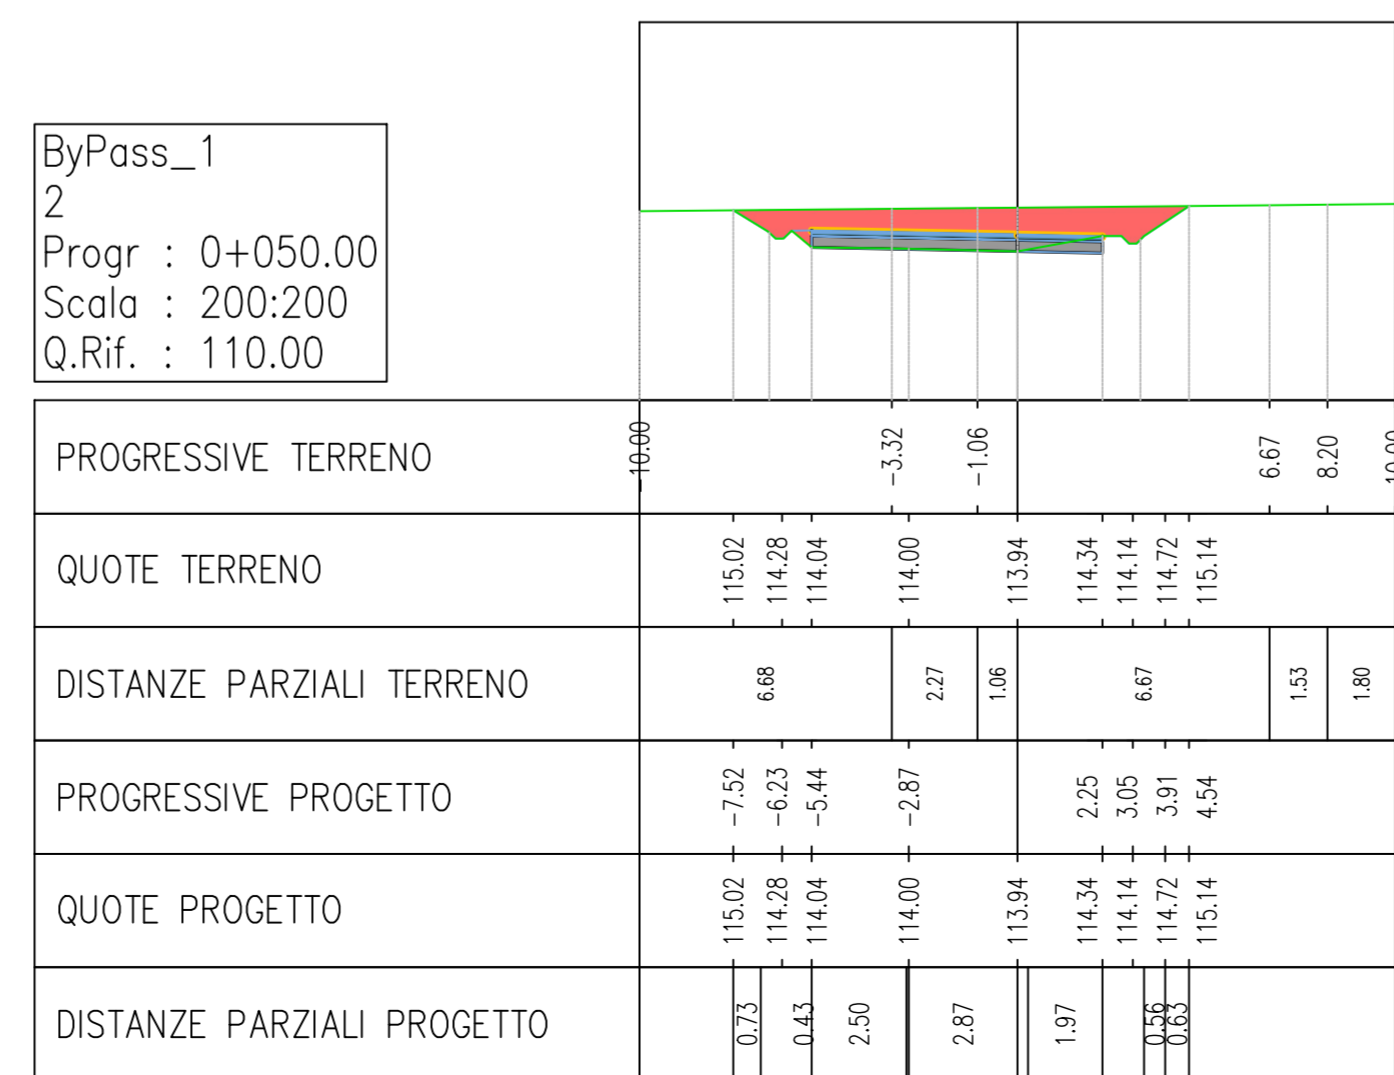 ByPass_1
2
Progr : 0+050.00
Scala : 200:200
Q.Rif. : 110.00
PROGRESSIVE TERRENO
-10.00 -3.32 -1.06 6.67 8.20 10.00
QUOTE TERRENO
115.02 114.28 114.04 114.00 113.94 114.34 114.14 114.72 115.14
DISTANZE PARZIALI TERRENO
6.68 2.27 1.06 6.67 1.53 1.80
PROGRESSIVE PROGETTO
-7.52 -6.23 -5.44 -2.87 2.25 3.05 3.91 4.54
QUOTE PROGETTO
115.02 114.28 114.04 114.00 113.94 114.34 114.14 114.72 115.14
DISTANZE PARZIALI PROGETTO
0.73 0.43 2.50 2.87 1.97 0.56 0.63